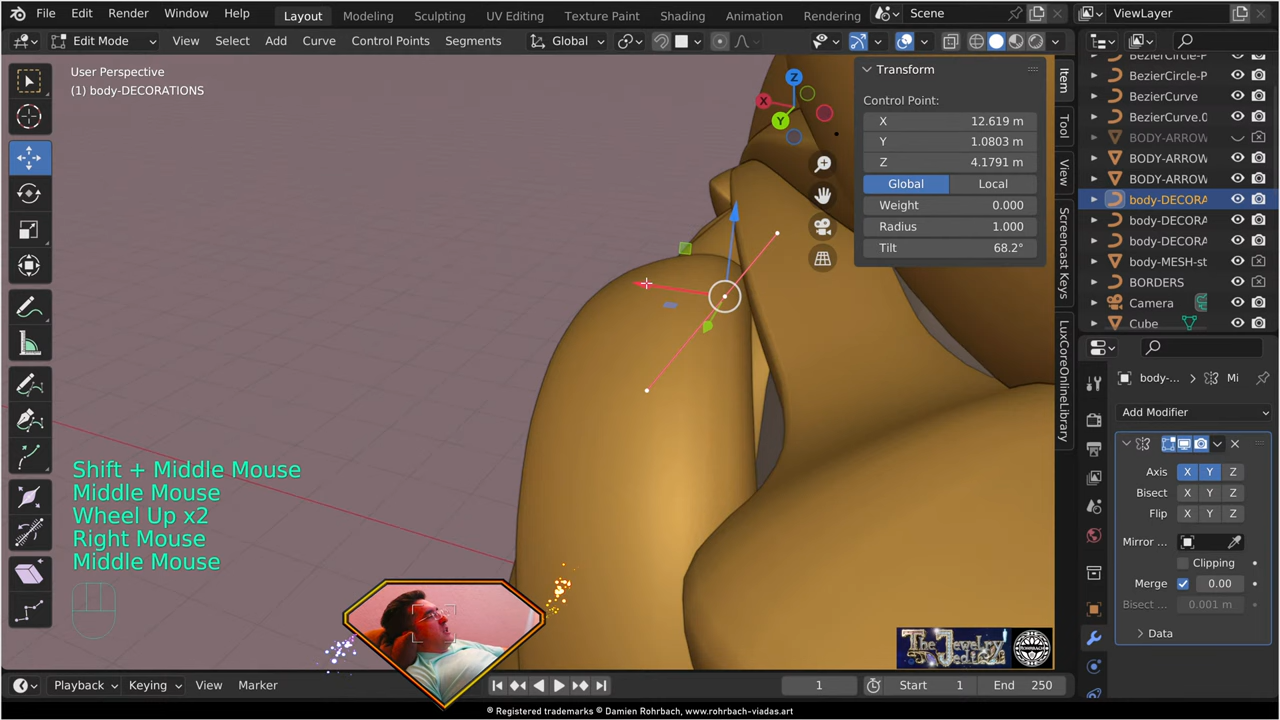 File Edit Render Window Help Layout Modeling Sculpting UV Editing Texture Paint Shading Animation Rendering Scene ViewLayer
Edit Mode View Select Add Curve Control Points Segments Global
User Perspective
(1) body-DECORATIONS
Transform
Control Point:
X 12.619 m
Y 1.0803 m
Z 4.1791 m
Global Local
Weight 0.000
Radius 1.000
Tilt 68.2°
Item
Tool
View
Screencast Keys
LuxCoreOnlineLibrary
Z
X
Y
BezierCircle-P
BezierCurve
BezierCurve.0
BODY-ARROW
BODY-ARROW
BODY-ARROW
body-DECORA
body-DECORA
body-DECORA
body-MESH-st
BORDERS
Camera
Cube
body-... Mi
Add Modifier
Axis X Y Z
Bisect X Y Z
Flip X Y Z
Mirror ...
Clipping
Merge 0.00
Bisect ... 0.001 m
Data
Shift + Middle Mouse
Middle Mouse
Wheel Up x2
Right Mouse
Middle Mouse
Playback Keying View Marker 1 Start 1 End 250
® Registered trademarks © Damien Rohrbach, www.rohrbach-viadas.art